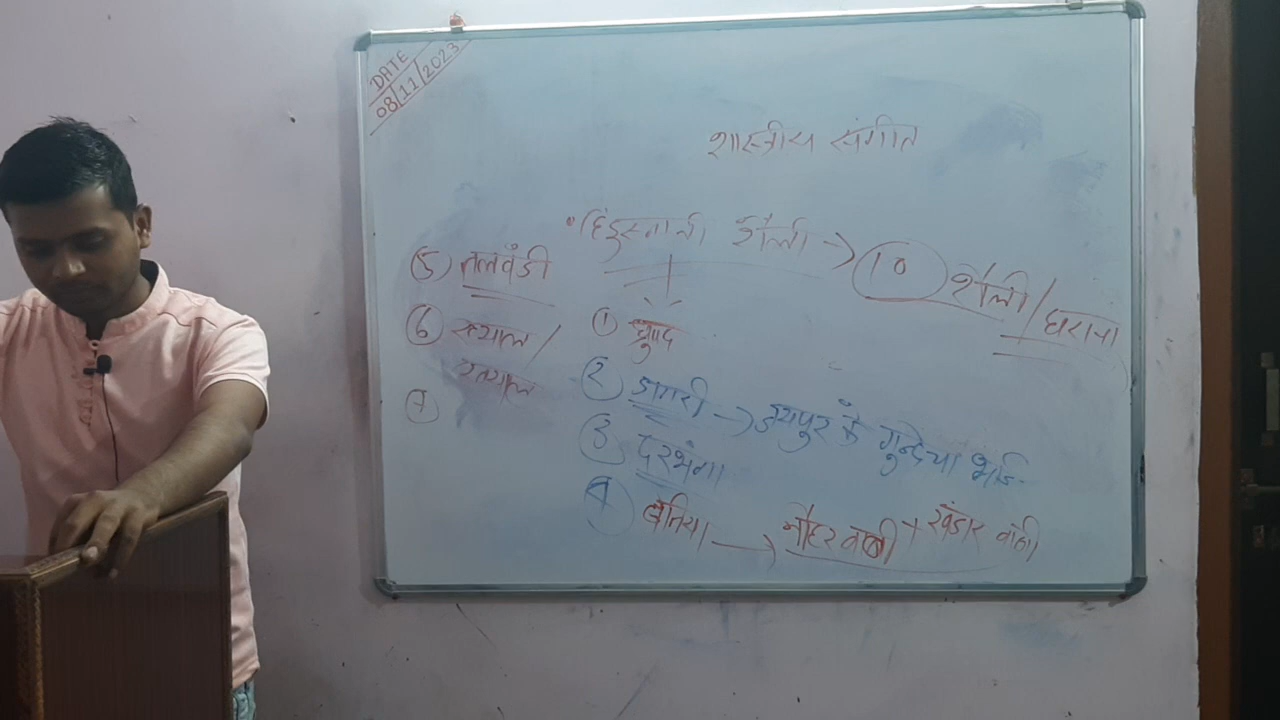 DATE
08/11/2023
शास्त्रीय संगीत
• हिंदुस्तानी शैली → 10 शैली / घराना
① ध्रुपद
② डागरी → जयपुर के गुन्देचा भाई
③ दरभंगा
④ बेतिया → नौहर वाणी + खंडार वाणी
⑤ तलवंडी
⑥ ख्याल /